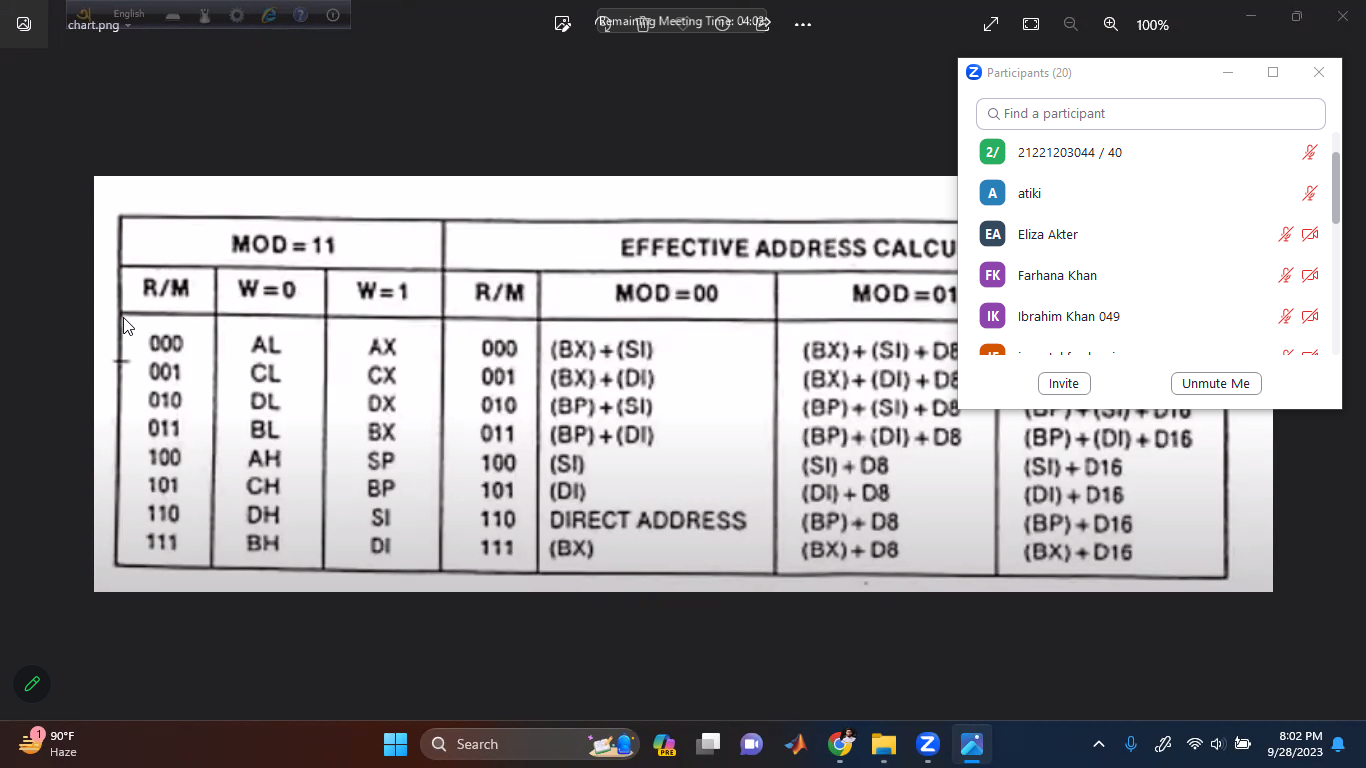 English
chart.png
Remaining Meeting Time: 04:03
100%
Participants (20)
Find a participant
2/ 21221203044 / 40
A atiki
EA Eliza Akter
FK Farhana Khan
IK Ibrahim Khan 049
Invite Unmute Me
MOD = 11 EFFECTIVE ADDRESS CALCU
R/M W = 0 W = 1 R/M MOD = 00 MOD = 01
000 AL AX 000 (BX) + (SI) (BX) + (SI) + D8
001 CL CX 001 (BX) + (DI) (BX) + (DI) + D8
010 DL DX 010 (BP) + (SI) (BP) + (SI) + D8 (BP) + (SI) + D16
011 BL BX 011 (BP) + (DI) (BP) + (DI) + D8 (BP) + (DI) + D16
100 AH SP 100 (SI) (SI) + D8 (SI) + D16
101 CH BP 101 (DI) (DI) + D8 (DI) + D16
110 DH SI 110 DIRECT ADDRESS (BP) + D8 (BP) + D16
111 BH DI 111 (BX) (BX) + D8 (BX) + D16
1 90°F
Haze
Search
PRE
8:02 PM
9/28/2023